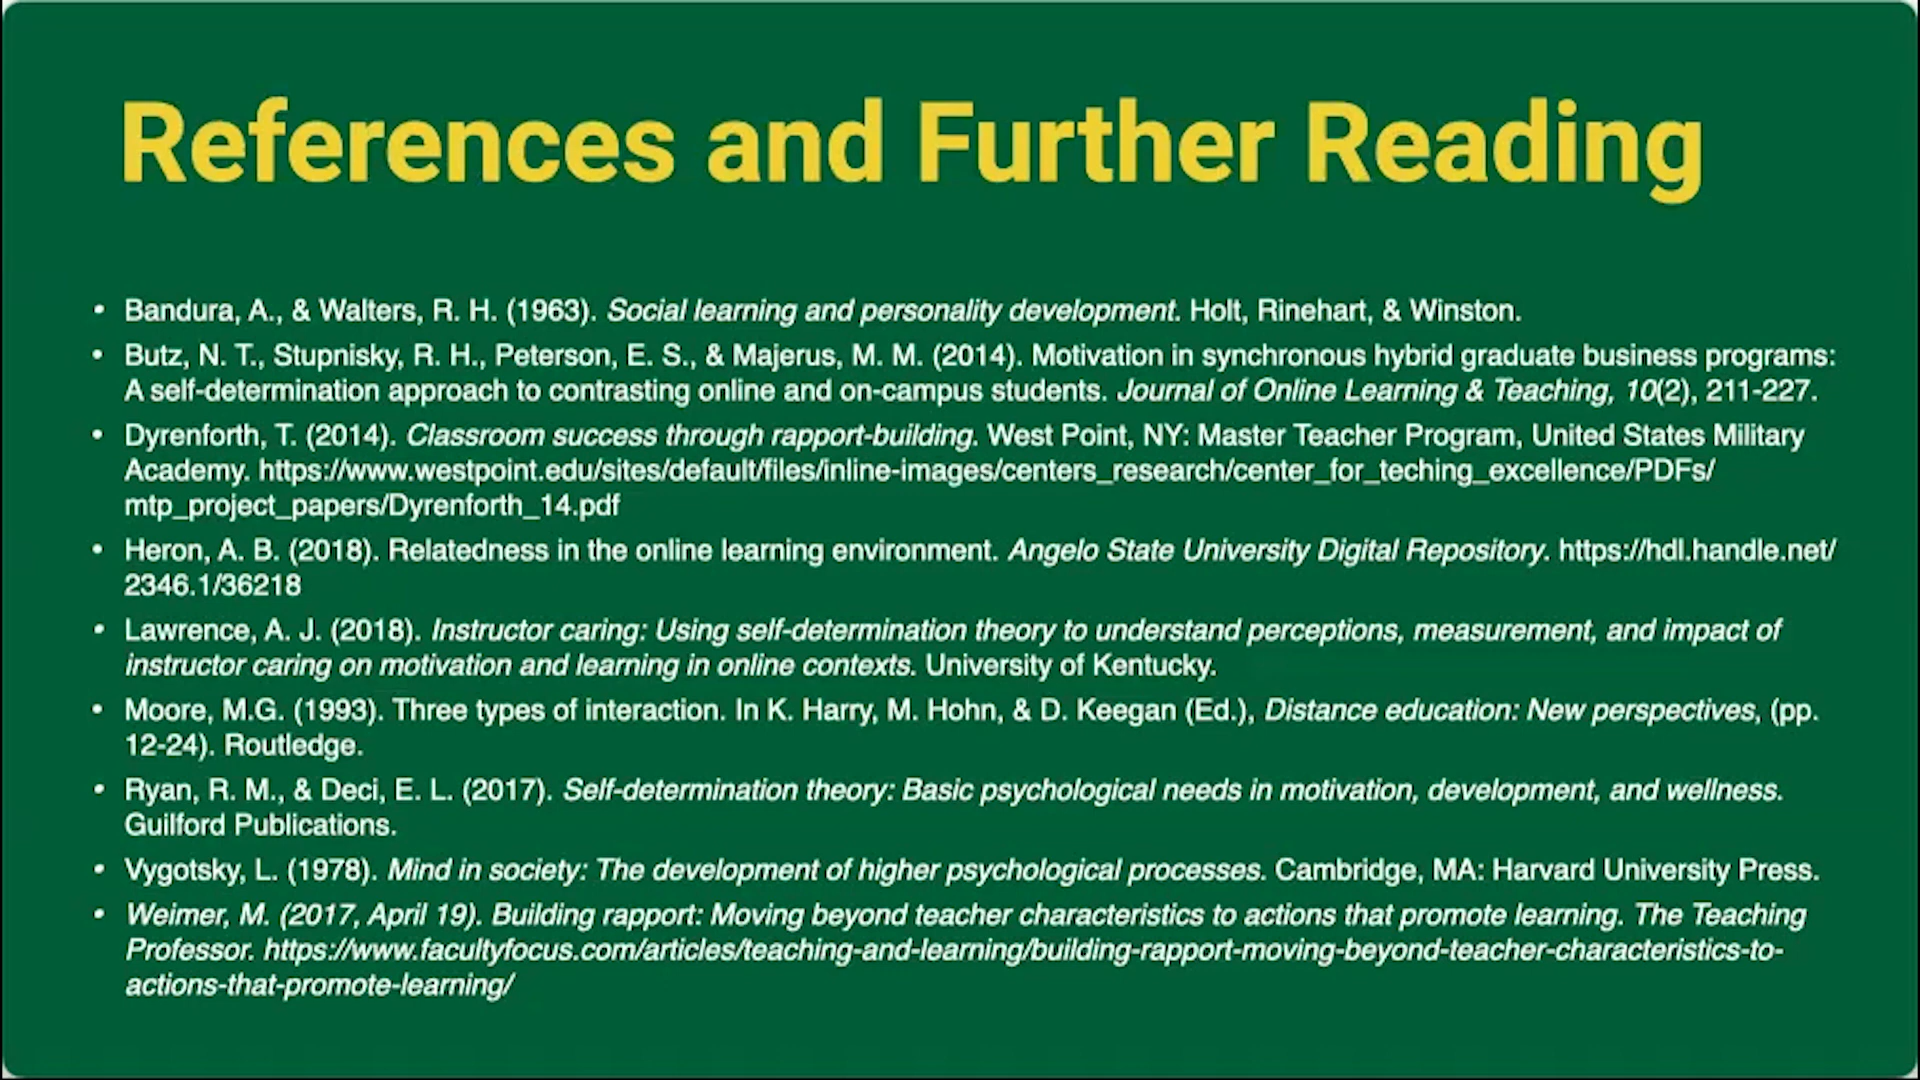 References and Further Reading
• Bandura, A., & Walters, R. H. (1963). Social learning and personality development. Holt, Rinehart, & Winston.
• Butz, N. T., Stupnisky, R. H., Peterson, E. S., & Majerus, M. M. (2014). Motivation in synchronous hybrid graduate business programs:
A self-determination approach to contrasting online and on-campus students. Journal of Online Learning & Teaching, 10(2), 211-227.
• Dyrenforth, T. (2014). Classroom success through rapport-building. West Point, NY: Master Teacher Program, United States Military
Academy. https://www.westpoint.edu/sites/default/files/inline-images/centers_research/center_for_teching_excellence/PDFs/
mtp_project_papers/Dyrenforth_14.pdf
• Heron, A. B. (2018). Relatedness in the online learning environment. Angelo State University Digital Repository. https://hdl.handle.net/
2346.1/36218
• Lawrence, A. J. (2018). Instructor caring: Using self-determination theory to understand perceptions, measurement, and impact of
instructor caring on motivation and learning in online contexts. University of Kentucky.
• Moore, M.G. (1993). Three types of interaction. In K. Harry, M. Hohn, & D. Keegan (Ed.), Distance education: New perspectives, (pp.
12-24). Routledge.
• Ryan, R. M., & Deci, E. L. (2017). Self-determination theory: Basic psychological needs in motivation, development, and wellness.
Guilford Publications.
• Vygotsky, L. (1978). Mind in society: The development of higher psychological processes. Cambridge, MA: Harvard University Press.
• Weimer, M. (2017, April 19). Building rapport: Moving beyond teacher characteristics to actions that promote learning. The Teaching
Professor. https://www.facultyfocus.com/articles/teaching-and-learning/building-rapport-moving-beyond-teacher-characteristics-to-
actions-that-promote-learning/